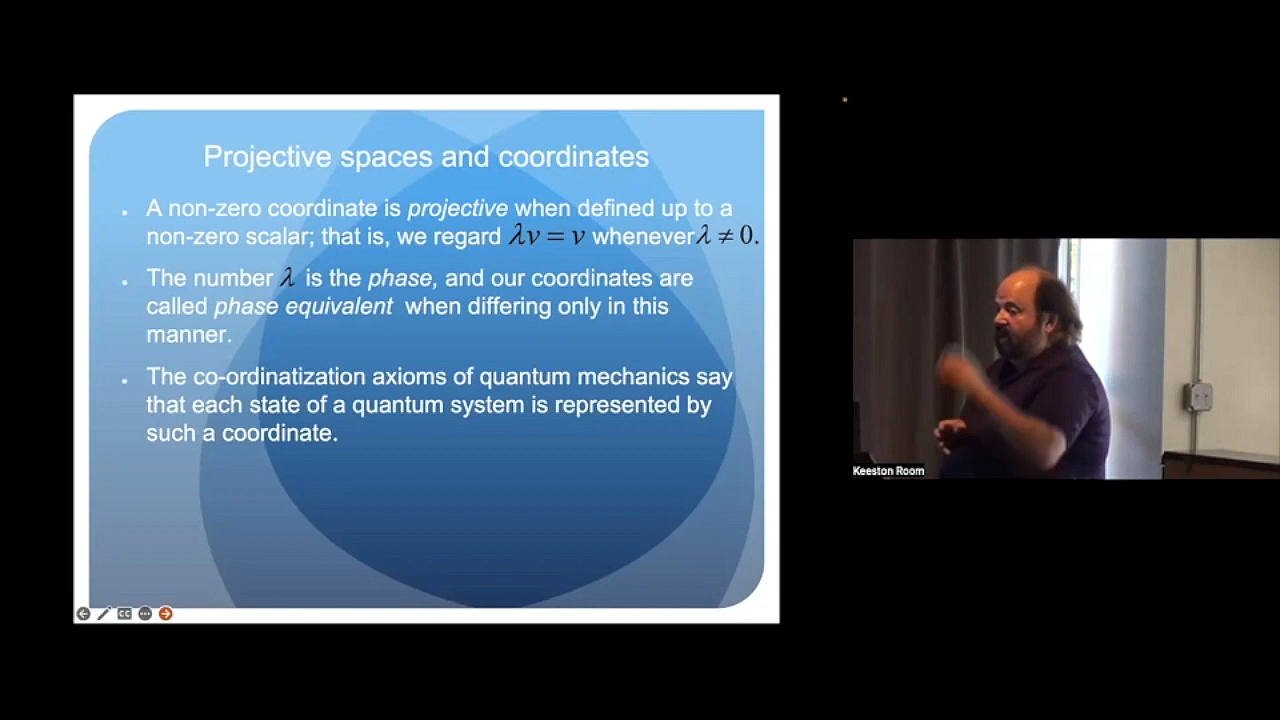 Projective spaces and coordinates
• A non-zero coordinate is projective when defined up to a
non-zero scalar; that is, we regard λv = v whenever λ ≠ 0.
• The number λ is the phase, and our coordinates are
called phase equivalent when differing only in this
manner.
• The co-ordinatization axioms of quantum mechanics say
that each state of a quantum system is represented by
such a coordinate.
CC
Keeston Room